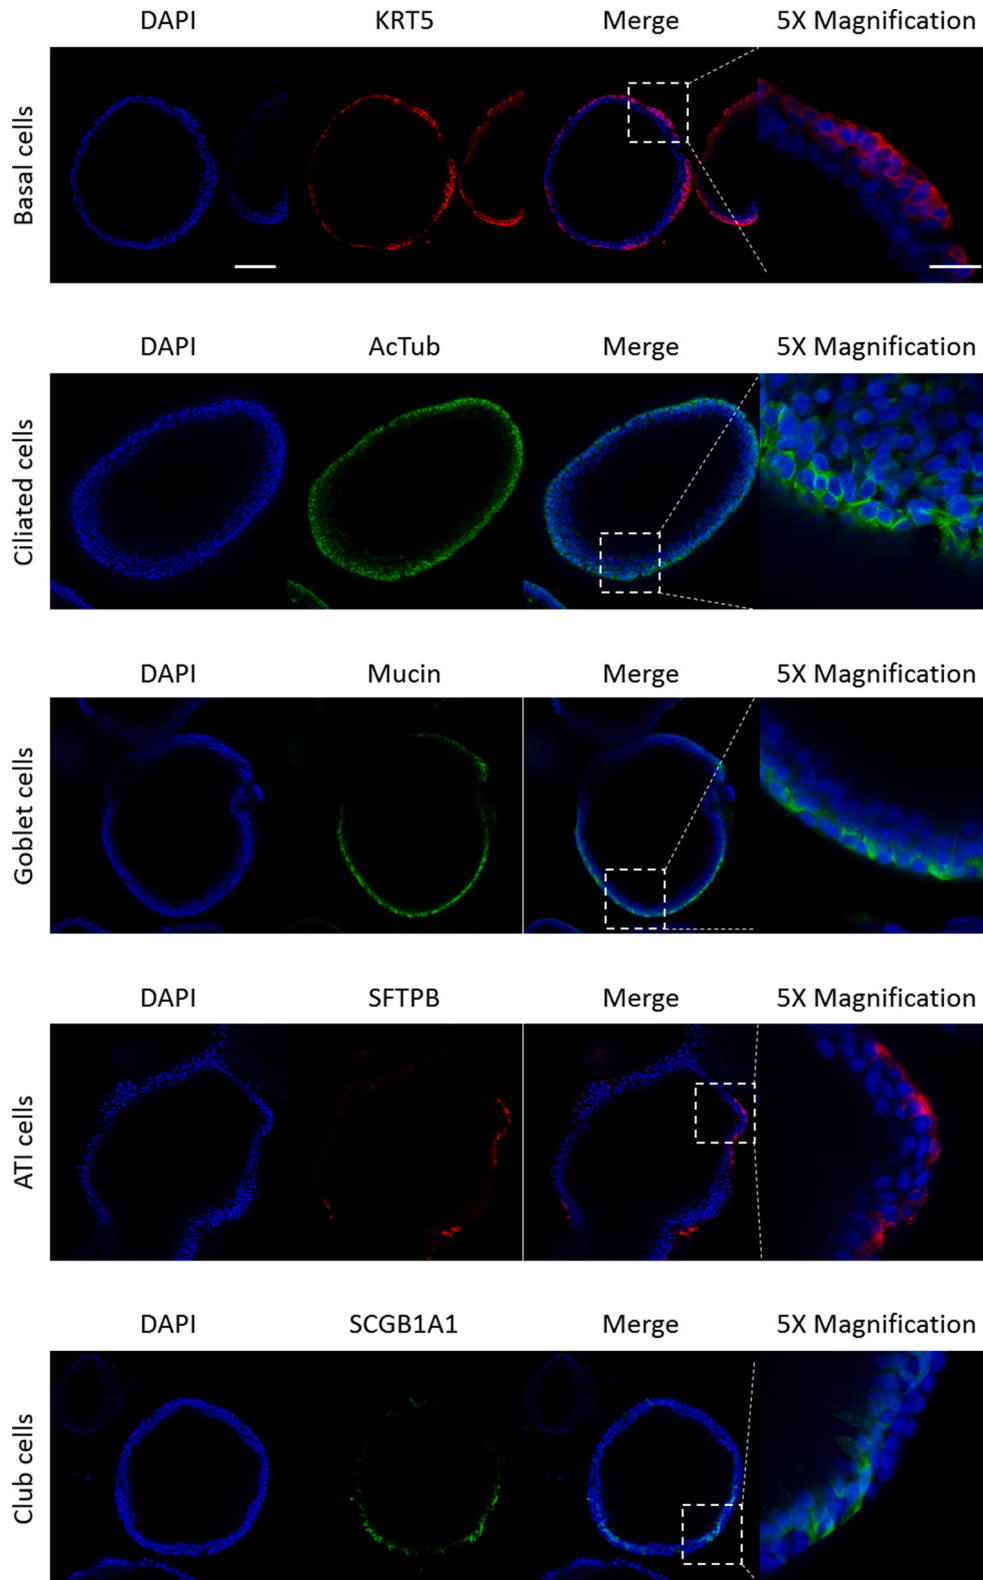 DAPI KRT5 Merge 5X Magnification
Basal cells
DAPI AcTub Merge 5X Magnification
Ciliated cells
DAPI Mucin Merge 5X Magnification
Goblet cells
DAPI SFTPB Merge 5X Magnification
ATI cells
DAPI SCGB1A1 Merge 5X Magnification
Club cells